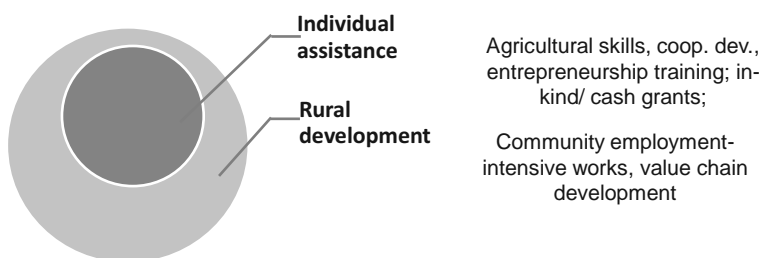 Individual
assistance
Rural
development
Agricultural skills, coop. dev.,
entrepreneurship training; in-
kind/ cash grants;
Community employment-
intensive works, value chain
development